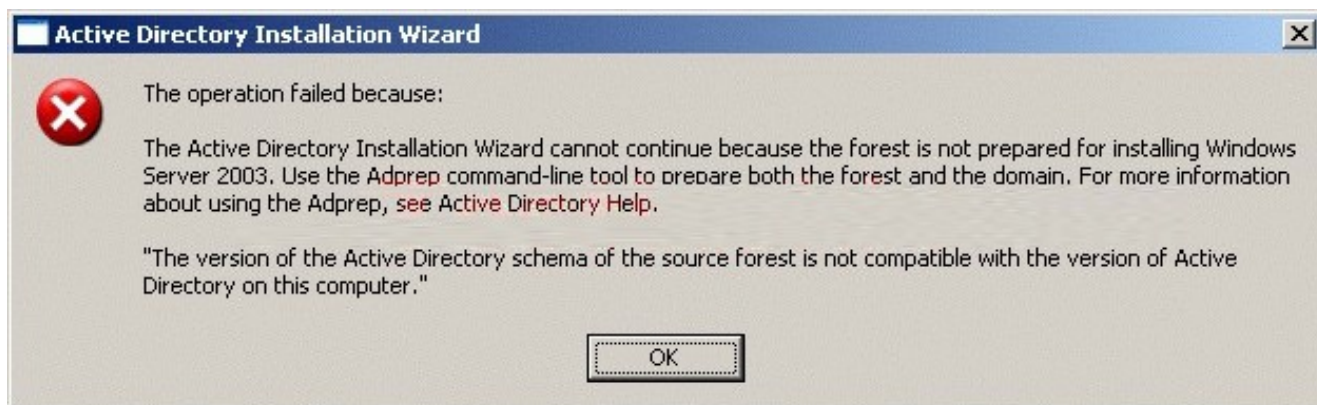 Active Directory Installation Wizard
The operation failed because:
The Active Directory Installation Wizard cannot continue because the forest is not prepared for installing Windows
Server 2003. Use the Adprep command-line tool to prepare both the forest and the domain. For more information
about using the Adprep, see Active Directory Help.
"The version of the Active Directory schema of the source forest is not compatible with the version of Active
Directory on this computer."
OK